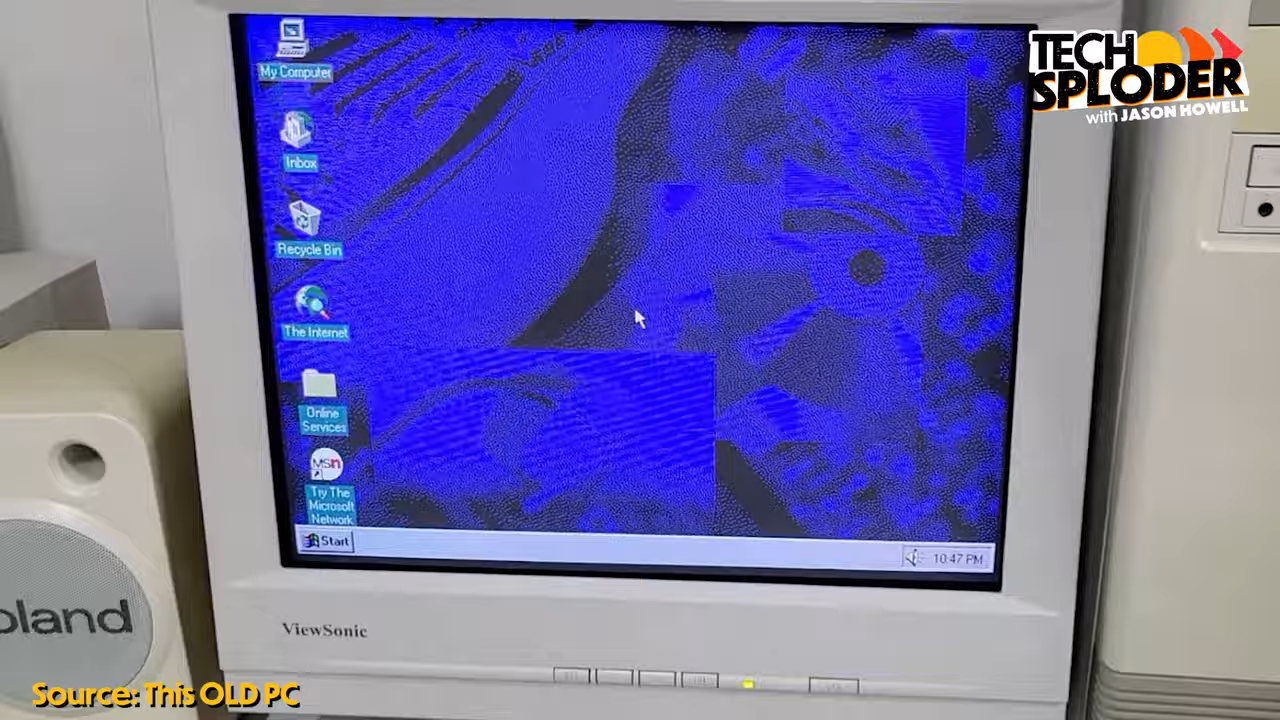 My Computer
Inbox
Recycle Bin
The Internet
Online
Services
msn
Try The
Microsoft
Network
Start
10:47 PM
ViewSonic
oland
TECH
SPLODER
with JASON HOWELL
Source: This OLD PC